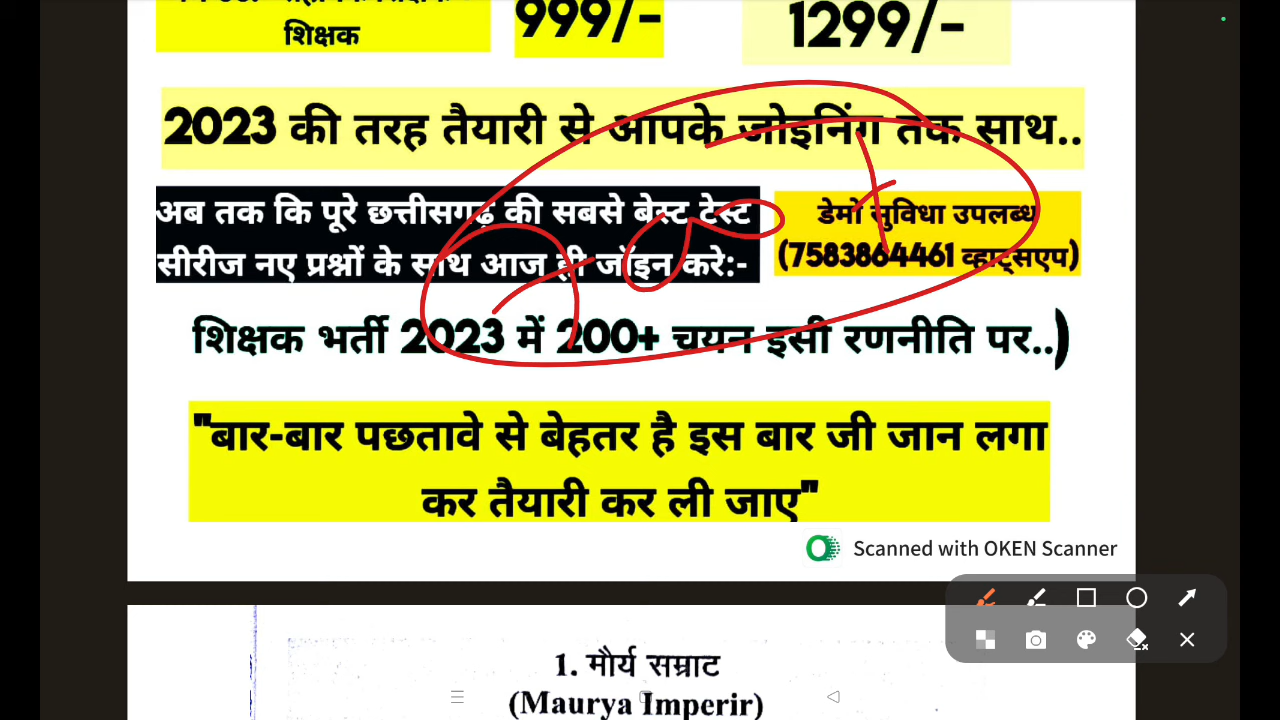 शिक्षक
999/-
1299/-
2023 की तरह तैयारी से आपके जोइनिंग तक साथ..
अब तक कि पूरे छत्तीसगढ़ की सबसे बेस्ट टेस्ट
सीरीज नए प्रश्नों के साथ आज ही जॉइन करे:-
डेमो सुविधा उपलब्ध
(7583864461 व्हाट्सएप)
शिक्षक भर्ती 2023 में 200+ चयन इसी रणनीति पर..)
"बार-बार पछतावे से बेहतर है इस बार जी जान लगा
कर तैयारी कर ली जाए"
Scanned with OKEN Scanner
1. मौर्य सम्राट
(Maurya Imperir)